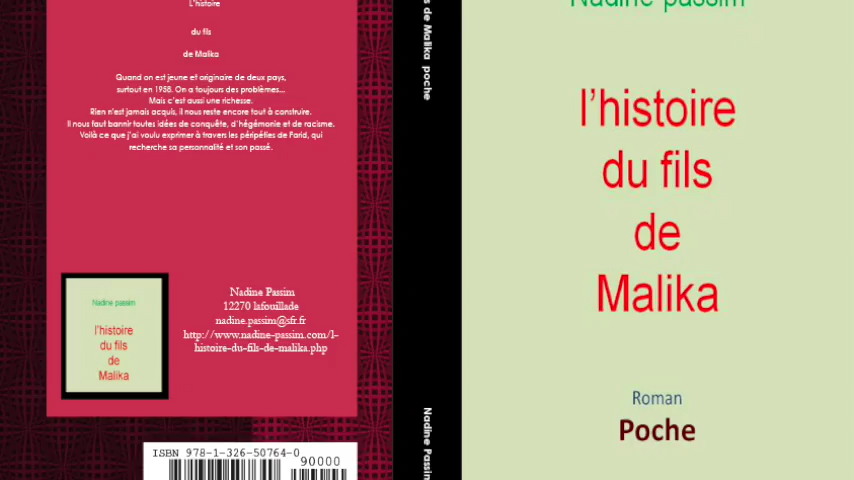 L'histoire
du fils
de Malika
Quand on est jeune et originaire de deux pays,
surtout en 1958. On a toujours des problèmes...
Mais c'est aussi une richesse.
Rien n'est jamais acquis, il nous reste encore tout à construire.
Il nous faut bannir toutes idées de conquête, d'hégémonie et de racisme.
Voilà ce que j'ai voulu exprimer à travers les péripéties de Farid, qui
recherche sa personnalité et son passé.
Nadine passim
l'histoire
du fils
de
Malika
Nadine Passim
12270 lafouillade
nadine.passim@sfr.fr
http://www.nadine-passim.com/l-
histoire-du-fils-de-malika.php
ISBN 978-1-326-50764-0
90000
s de Malika poche
Nadine Passim
Nadine passim
l'histoire
du fils
de
Malika
Roman
Poche